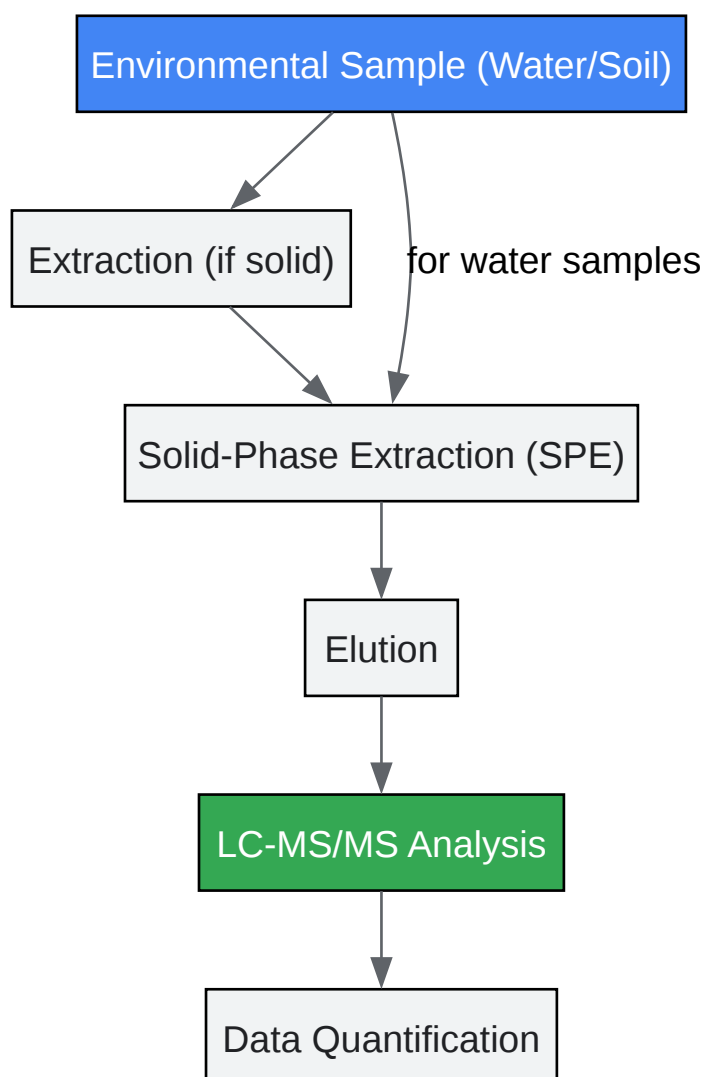 Environmental Sample (Water/Soil)
Extraction (if solid)
for water samples
Solid-Phase Extraction (SPE)
Elution
LC-MS/MS Analysis
Data Quantification